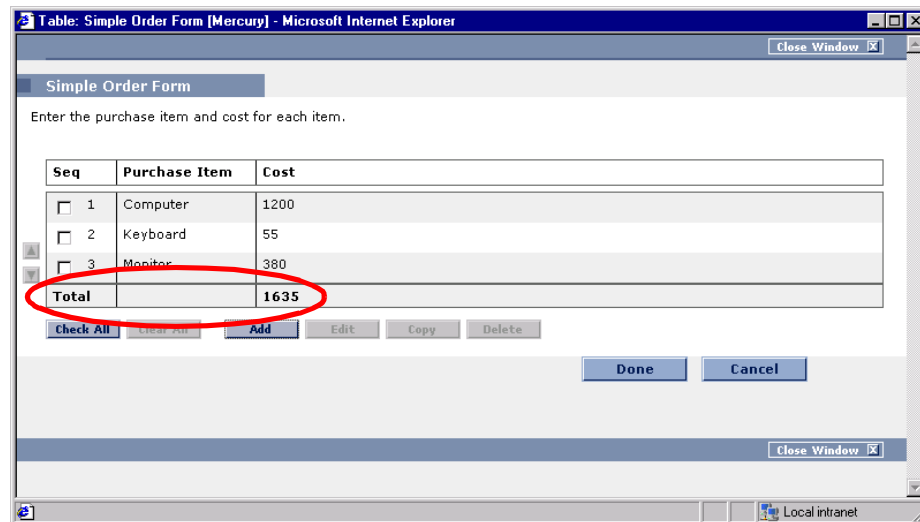 Table: Simple Order Form [Mercury] - Microsoft Internet Explorer
Close Window
Simple Order Form
Enter the purchase item and cost for each item.
Seq Purchase Item Cost
1 Computer 1200
2 Keyboard 55
3 Monitor 380
Total 1635
Check All Clear All Add Edit Copy Delete
Done Cancel
Close Window
Local intranet